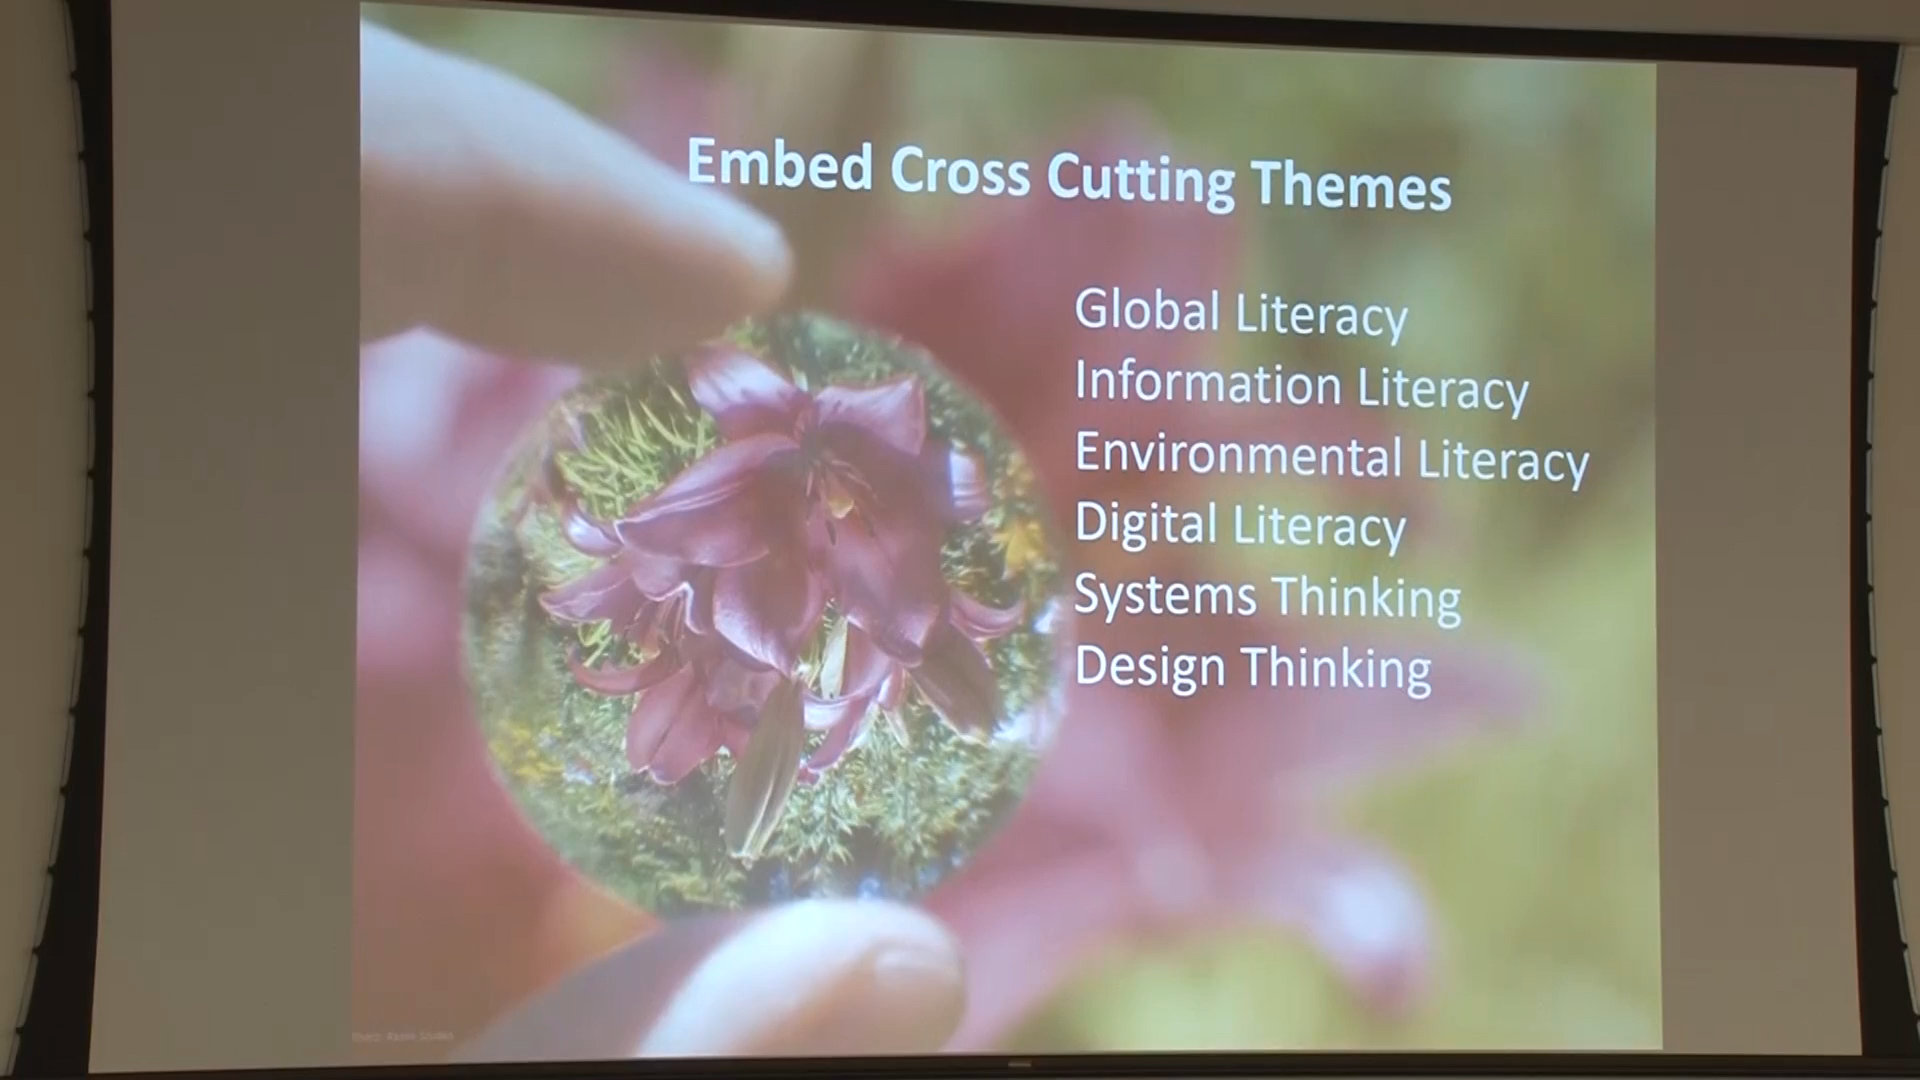 Embed Cross Cutting Themes
Global Literacy
Information Literacy
Environmental Literacy
Digital Literacy
Systems Thinking
Design Thinking